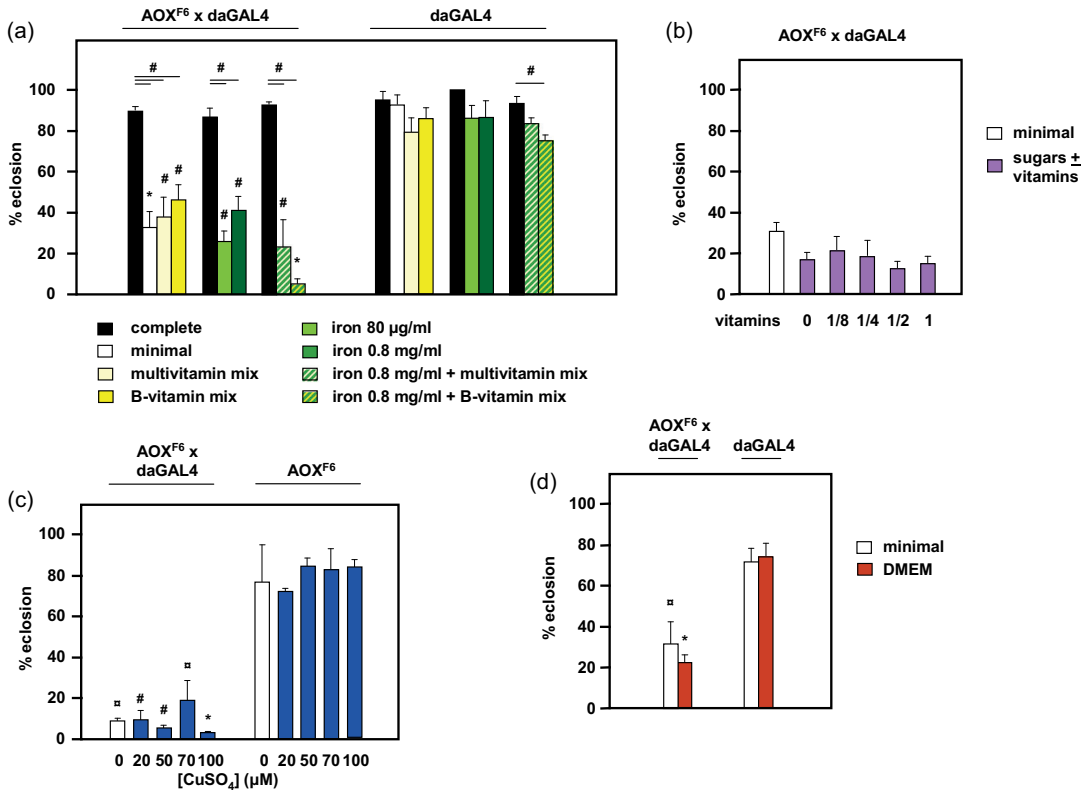 (a)
AOXF6 x daGAL4
daGAL4
% eclosion
100
80
60
40
20
0
#
#
#
*
#
#
#
#
#
*
#
complete
minimal
multivitamin mix
B-vitamin mix
iron 80 µg/ml
iron 0.8 mg/ml
iron 0.8 mg/ml + multivitamin mix
iron 0.8 mg/ml + B-vitamin mix
(b)
AOXF6 x daGAL4
% eclosion
100
80
60
40
20
0
vitamins 0 1/8 1/4 1/2 1
minimal
sugars ±
vitamins
(c)
AOXF6 x
daGAL4
AOXF6
% eclosion
100
80
60
40
20
0
¤
#
#
¤
*
0 20 50 70 100 0 20 50 70 100
[CuSO4] (µM)
(d)
AOXF6 x
daGAL4
daGAL4
% eclosion
100
80
60
40
20
0
¤
*
minimal
DMEM